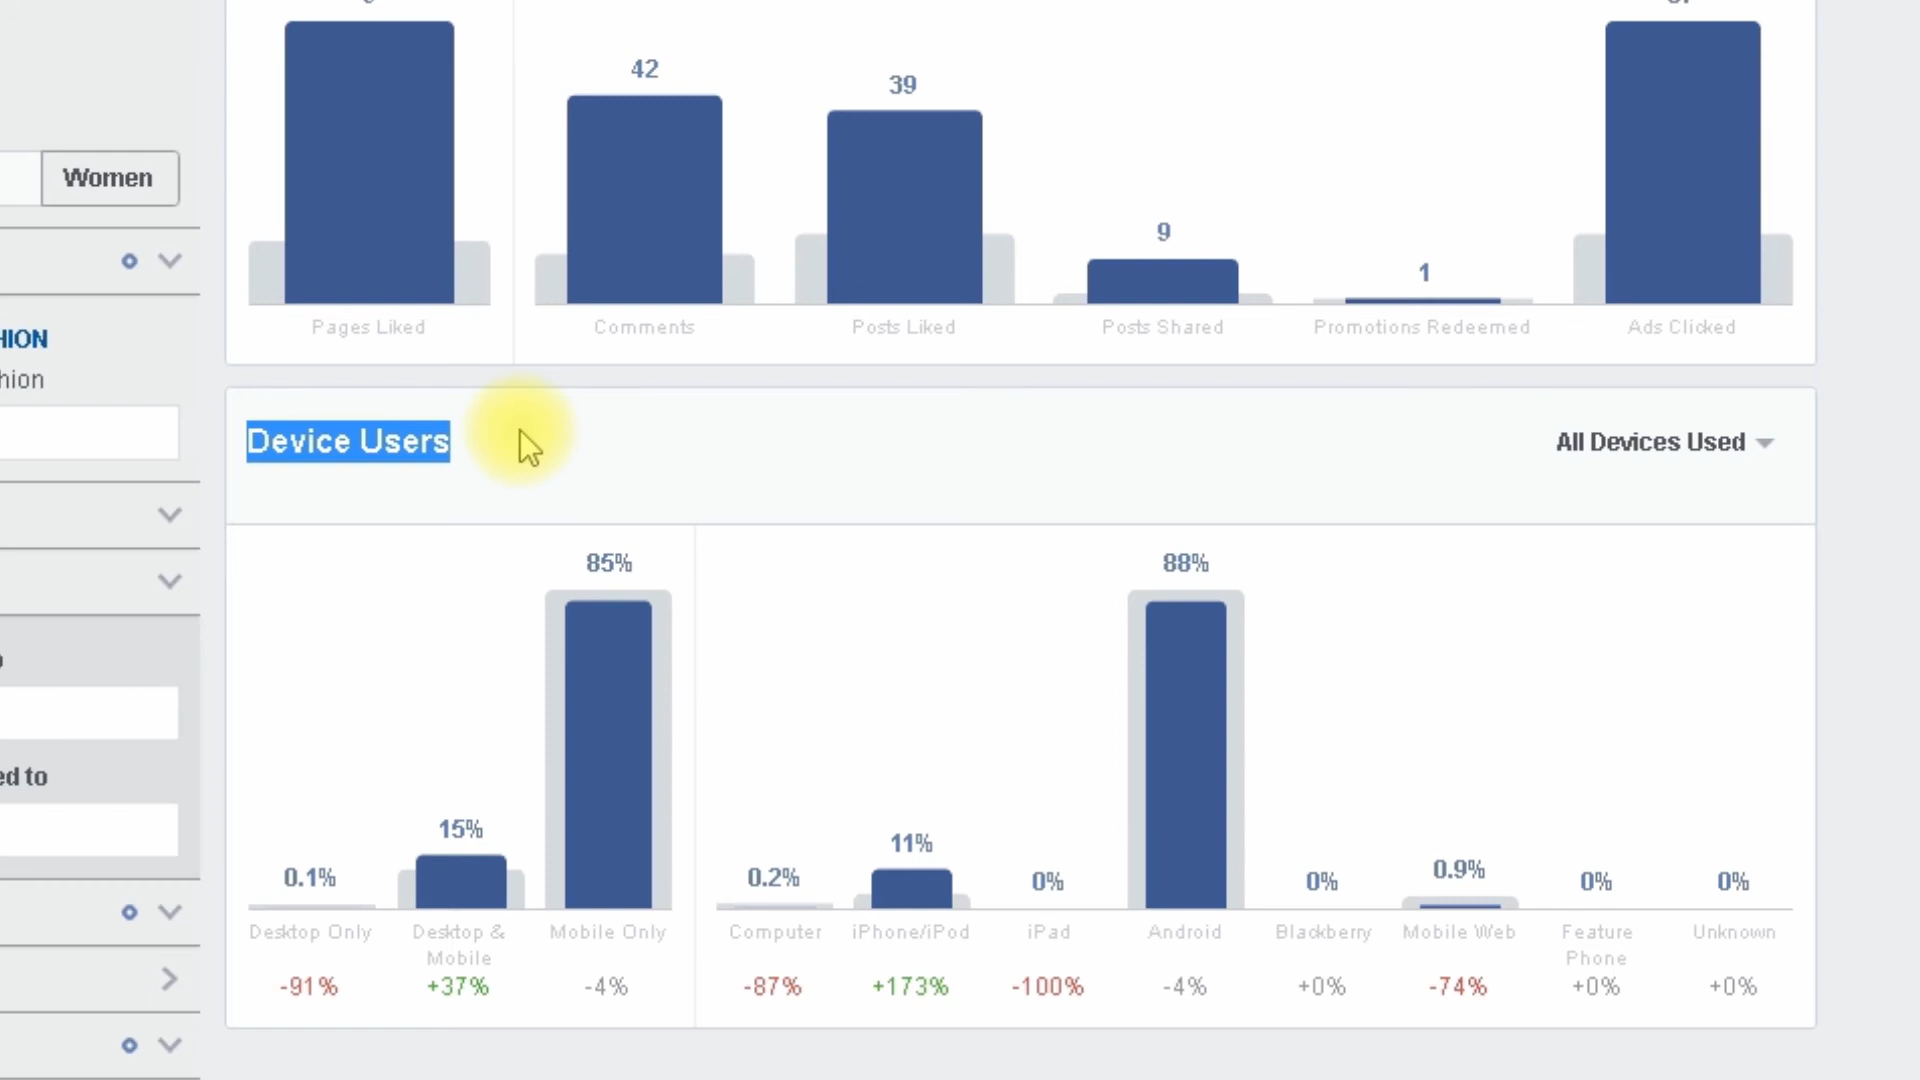 42
39
9
1
Pages Liked
Comments
Posts Liked
Posts Shared
Promotions Redeemed
Ads Clicked
Women
HION
hion
ed to
Device Users
All Devices Used
85%
88%
15%
11%
0.1%
0.2%
0%
0%
0.9%
0%
0%
Desktop Only
Desktop &
Mobile
Mobile Only
Computer
iPhone/iPod
iPad
Android
Blackberry
Mobile Web
Feature
Phone
Unknown
-91%
+37%
-4%
-87%
+173%
-100%
-4%
+0%
-74%
+0%
+0%